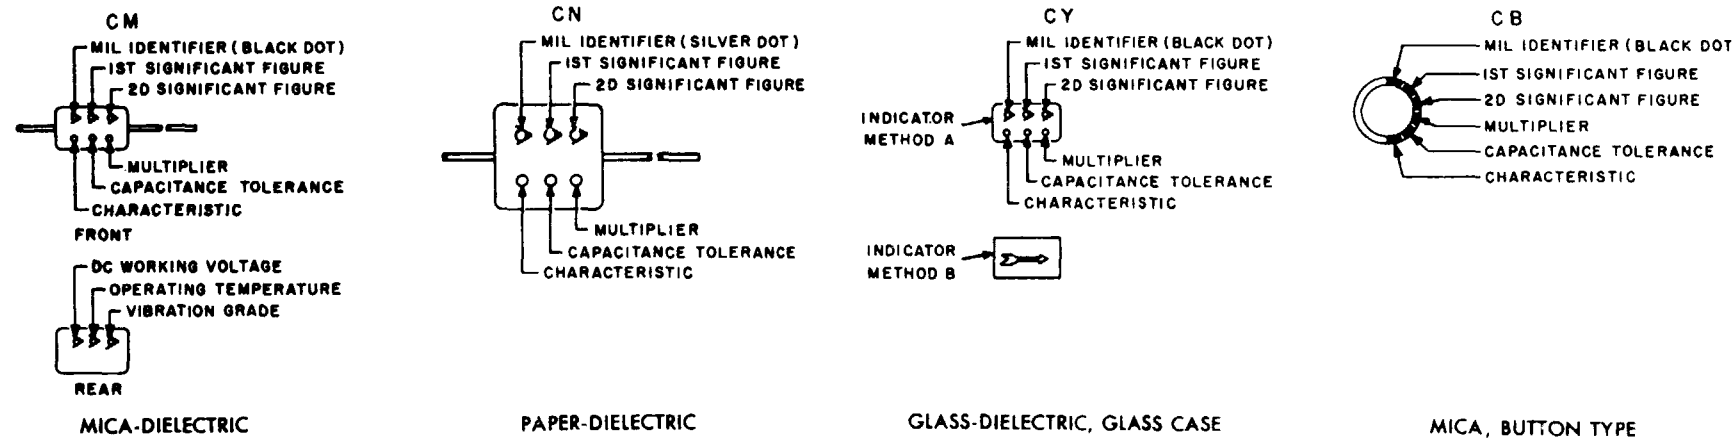 CM
MIL IDENTIFIER (BLACK DOT)
1ST SIGNIFICANT FIGURE
2D SIGNIFICANT FIGURE
MULTIPLIER
CAPACITANCE TOLERANCE
CHARACTERISTIC
FRONT
DC WORKING VOLTAGE
OPERATING TEMPERATURE
VIBRATION GRADE
REAR
MICA-DIELECTRIC
CN
MIL IDENTIFIER (SILVER DOT)
1ST SIGNIFICANT FIGURE
2D SIGNIFICANT FIGURE
MULTIPLIER
CAPACITANCE TOLERANCE
CHARACTERISTIC
PAPER-DIELECTRIC
CY
MIL IDENTIFIER (BLACK DOT)
1ST SIGNIFICANT FIGURE
2D SIGNIFICANT FIGURE
INDICATOR
METHOD A
MULTIPLIER
CAPACITANCE TOLERANCE
CHARACTERISTIC
INDICATOR
METHOD B
GLASS-DIELECTRIC, GLASS CASE
CB
MIL IDENTIFIER (BLACK DOT
1ST SIGNIFICANT FIGURE
2D SIGNIFICANT FIGURE
MULTIPLIER
CAPACITANCE TOLERANCE
CHARACTERISTIC
MICA, BUTTON TYPE